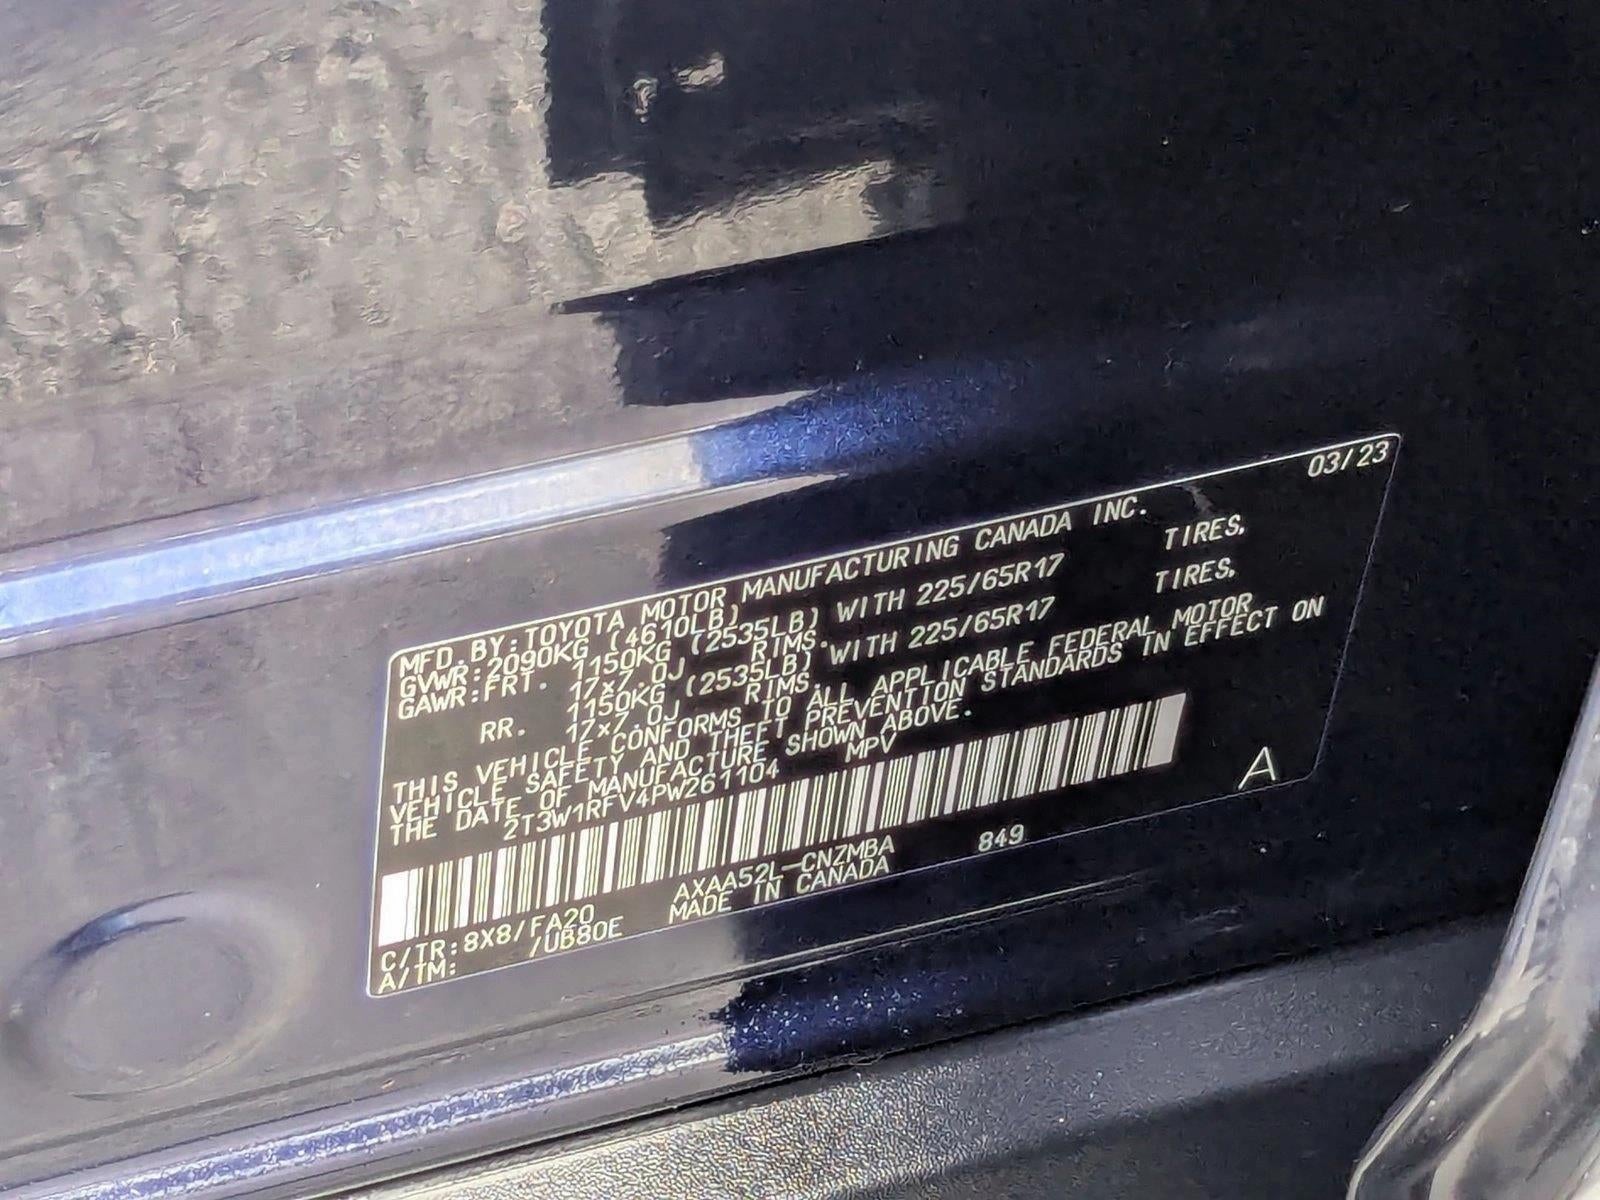 03/23
MFD.BY:TOYOTA MOTOR MANUFACTURING CANADA INC.
GVWR:2090KG (4610LB)
GAWR:FRT. 1150KG (2535LB) WITH 225/65R17 TIRES,
17x7.0J RIMS.
RR. 1150KG (2535LB) WITH 225/65R17 TIRES,
17x7.0J RIMS.
THIS VEHICLE CONFORMS TO ALL APPLICABLE FEDERAL MOTOR
VEHICLE SAFETY AND THEFT PREVENTION STANDARDS IN EFFECT ON
THE DATE OF MANUFACTURE SHOWN ABOVE.
2T3W1RFV4PW261104 MPV
A
C/TR:8X8/FA20 AXAA52L-CNZMBA 849
A/TM: /UB80E MADE IN CANADA